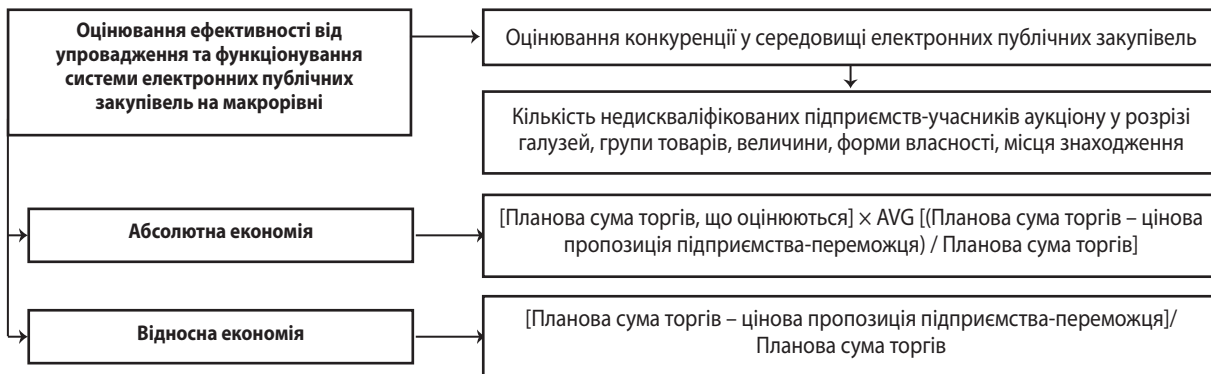 Оцінювання ефективності від
упровадження та функціонування
системи електронних публічних
закупівель на макрорівні
Оцінювання конкуренції у середовищі електронних публічних закупівель
Кількість недискваліфікованих підприємств-учасників аукціону у розрізі
галузей, групи товарів, величини, форми власності, місця знаходження
Абсолютна економія
[Планова сума торгів, що оцінюються] × AVG [(Планова сума торгів – цінова
пропозиція підприємства-переможця) / Планова сума торгів]
Відносна економія
[Планова сума торгів – цінова пропозиція підприємства-переможця]/
Планова сума торгів